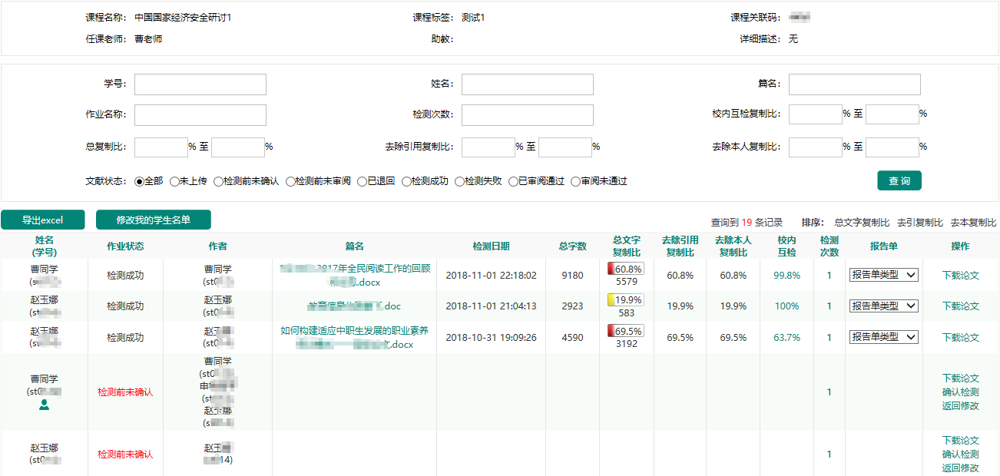 课程名称： 中国国家经济安全研讨1 课程标签： 测试1 课程关联码：
任课老师： 曹老师 助教： 详细描述： 无
学号： 姓名： 篇名：
作业名称： 检测次数： 校内互检复制比： % 至 %
总复制比： % 至 % 去除引用复制比： % 至 % 去除本人复制比： % 至 %
文献状态： 全部 未上传 检测前未确认 检测前未审阅 已退回 检测成功 检测失败 已审阅通过 审阅未通过 查 询
导出excel 修改我的学生名单 查询到 19 条记录 排序： 总文字复制比 去引复制比 去本复制比
姓名 (学号) 作业状态 作者 篇名 检测日期 总字数 总文字 复制比 去除引用 复制比 去除本人 复制比 校内 互检 检测 次数 报告单 操作
曹同学 检测成功 曹同学 2017年全民阅读工作的回顾 2018-11-01 22:18:02 9180 60.8% 60.8% 60.8% 99.8% 1 报告单类型 下载论文
(s (st0 .docx 5579
赵玉娜 检测成功 赵玉娜 .doc 2018-11-01 21:04:13 2923 19.9% 19.9% 19.9% 100% 1 报告单类型 下载论文
(st (st0 583
赵玉娜 检测成功 赵玉 如何构建适应中职生发展的职业素养 2018-10-31 19:09:26 4590 69.5% 69.5% 69.5% 63.7% 1 报告单类型 下载论文
(st (st0 .docx 3192
曹同学
(st0
检测前未确认
曹同学
(st0
申
(st
赵玉娜
(s
1
下载论文
确认检测
返回修改
赵玉娜
(st0
检测前未确认
赵玉
14)
1
下载论文
确认检测
返回修改